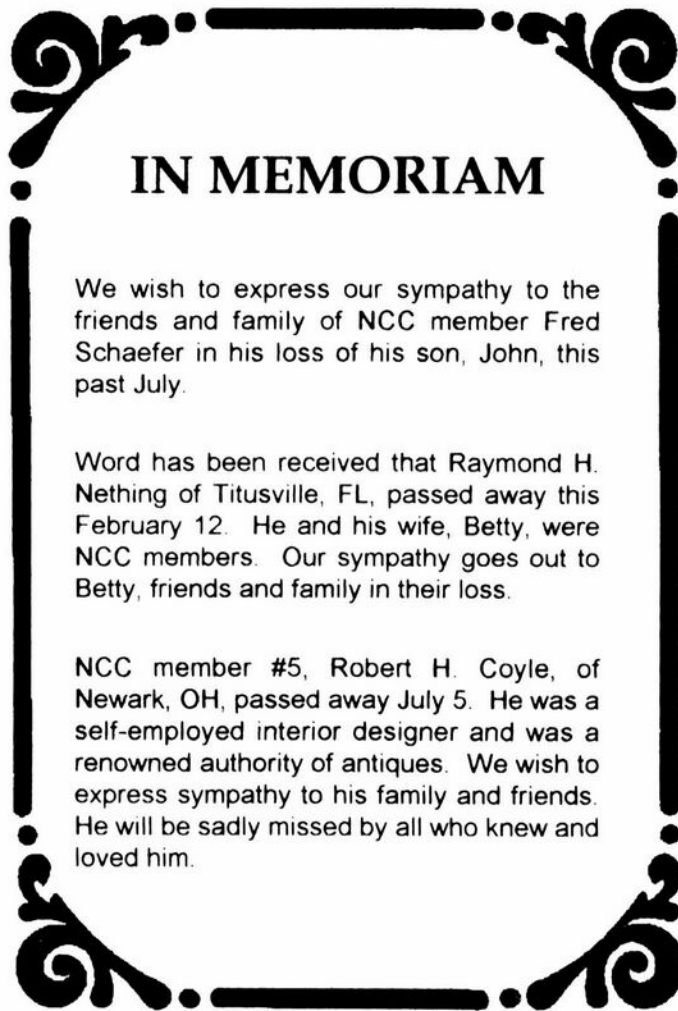 IN MEMORIAM
We wish to express our sympathy to the
friends and family of NCC member Fred
Schaefer in his loss of his son, John, this
past July.
Word has been received that Raymond H.
Nething of Titusville, FL, passed away this
February 12. He and his wife, Betty, were
NCC members. Our sympathy goes out to
Betty, friends and family in their loss.
NCC member #5, Robert H. Coyle, of
Newark, OH, passed away July 5. He was a
self-employed interior designer and was a
renowned authority of antiques. We wish to
express sympathy to his family and friends.
He will be sadly missed by all who knew and
loved him.